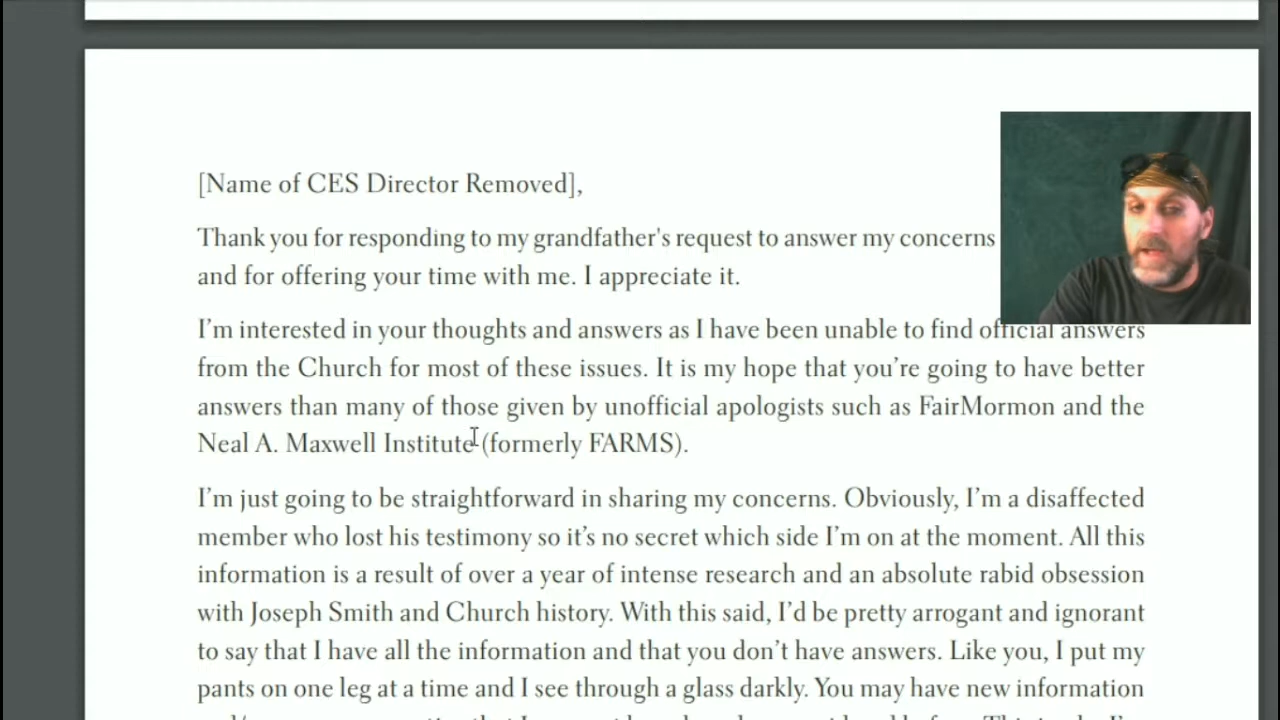 [Name of CES Director Removed],
Thank you for responding to my grandfather's request to answer my concerns
and for offering your time with me. I appreciate it.
I'm interested in your thoughts and answers as I have been unable to find official answers
from the Church for most of these issues. It is my hope that you're going to have better
answers than many of those given by unofficial apologists such as FairMormon and the
Neal A. Maxwell Institute (formerly FARMS).
I'm just going to be straightforward in sharing my concerns. Obviously, I'm a disaffected
member who lost his testimony so it's no secret which side I'm on at the moment. All this
information is a result of over a year of intense research and an absolute rabid obsession
with Joseph Smith and Church history. With this said, I'd be pretty arrogant and ignorant
to say that I have all the information and that you don't have answers. Like you, I put my
pants on one leg at a time and I see through a glass darkly. You may have new information